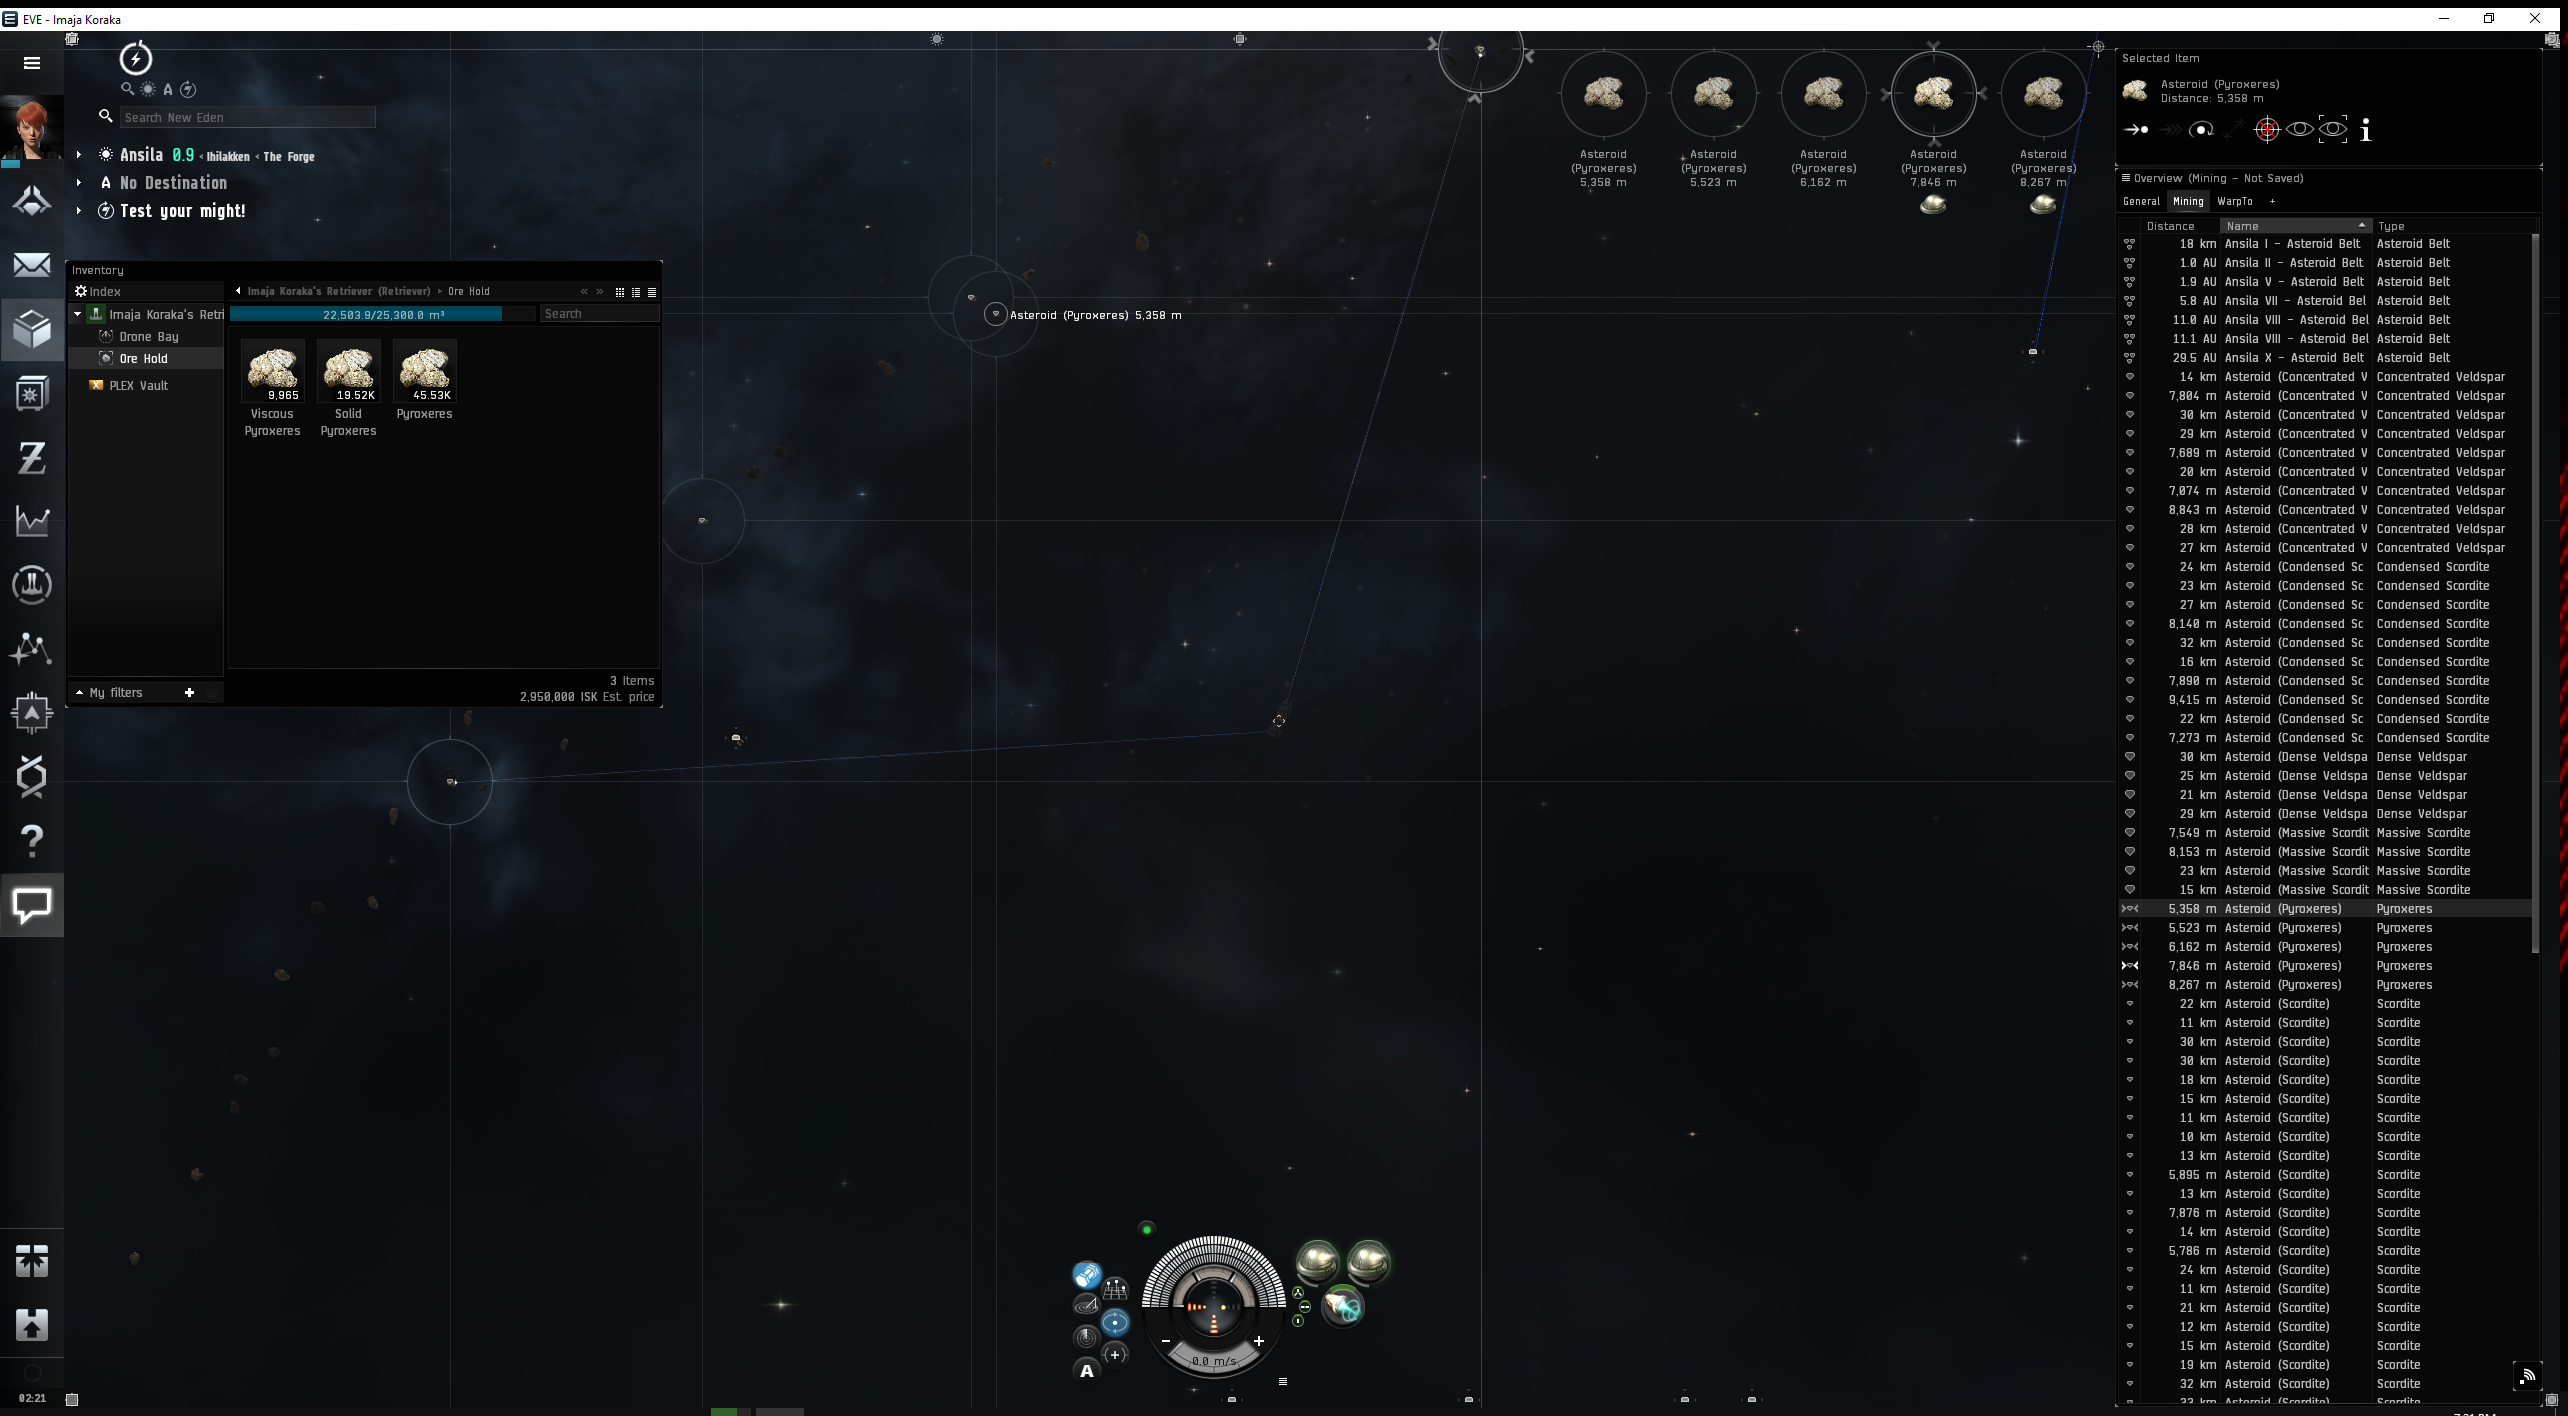 EVE - Imaja Koraka
Search New Eden
Ansila 0.9 < Ihilakken < The Forge
No Destination
Test your might!
Inventory
Index
Imaja Koraka's Retri
Drone Bay
Ore Hold
PLEX Vault
My filters
Imaja Koraka's Retriever (Retriever) > Ore Hold
22,503.9/25,300.0 m³
Search
9,965
Viscous
Pyroxeres
19.52K
Solid
Pyroxeres
45.53K
Pyroxeres
3 Items
2,950,000 ISK Est. price
Asteroid (Pyroxeres) 5,358 m
Asteroid
(Pyroxeres)
5,358 m
Asteroid
(Pyroxeres)
5,523 m
Asteroid
(Pyroxeres)
6,162 m
Asteroid
(Pyroxeres)
7,846 m
Asteroid
(Pyroxeres)
8,267 m
Selected Item
Asteroid (Pyroxeres)
Distance: 5,358 m
Overview (Mining - Not Saved)
General Mining WarpTo +
Distance Name Type
18 km Ansila I - Asteroid Belt Asteroid Belt
1.0 AU Ansila II - Asteroid Belt Asteroid Belt
1.9 AU Ansila V - Asteroid Belt Asteroid Belt
5.8 AU Ansila VII - Asteroid Bel Asteroid Belt
11.0 AU Ansila VIII - Asteroid Bel Asteroid Belt
11.1 AU Ansila VIII - Asteroid Bel Asteroid Belt
29.5 AU Ansila X - Asteroid Belt Asteroid Belt
14 km Asteroid (Concentrated V Concentrated Veldspar
7,804 m Asteroid (Concentrated V Concentrated Veldspar
30 km Asteroid (Concentrated V Concentrated Veldspar
29 km Asteroid (Concentrated V Concentrated Veldspar
7,689 m Asteroid (Concentrated V Concentrated Veldspar
20 km Asteroid (Concentrated V Concentrated Veldspar
7,074 m Asteroid (Concentrated V Concentrated Veldspar
8,843 m Asteroid (Concentrated V Concentrated Veldspar
28 km Asteroid (Concentrated V Concentrated Veldspar
27 km Asteroid (Concentrated V Concentrated Veldspar
24 km Asteroid (Condensed Sc Condensed Scordite
23 km Asteroid (Condensed Sc Condensed Scordite
27 km Asteroid (Condensed Sc Condensed Scordite
8,140 m Asteroid (Condensed Sc Condensed Scordite
32 km Asteroid (Condensed Sc Condensed Scordite
16 km Asteroid (Condensed Sc Condensed Scordite
7,890 m Asteroid (Condensed Sc Condensed Scordite
9,415 m Asteroid (Condensed Sc Condensed Scordite
22 km Asteroid (Condensed Sc Condensed Scordite
7,273 m Asteroid (Condensed Sc Condensed Scordite
30 km Asteroid (Dense Veldspa Dense Veldspar
25 km Asteroid (Dense Veldspa Dense Veldspar
21 km Asteroid (Dense Veldspa Dense Veldspar
29 km Asteroid (Dense Veldspa Dense Veldspar
7,549 m Asteroid (Massive Scordit Massive Scordite
8,153 m Asteroid (Massive Scordit Massive Scordite
23 km Asteroid (Massive Scordit Massive Scordite
15 km Asteroid (Massive Scordit Massive Scordite
5,358 m Asteroid (Pyroxeres) Pyroxeres
5,523 m Asteroid (Pyroxeres) Pyroxeres
6,162 m Asteroid (Pyroxeres) Pyroxeres
7,846 m Asteroid (Pyroxeres) Pyroxeres
8,267 m Asteroid (Pyroxeres) Pyroxeres
22 km Asteroid (Scordite) Scordite
11 km Asteroid (Scordite) Scordite
30 km Asteroid (Scordite) Scordite
30 km Asteroid (Scordite) Scordite
18 km Asteroid (Scordite) Scordite
15 km Asteroid (Scordite) Scordite
11 km Asteroid (Scordite) Scordite
10 km Asteroid (Scordite) Scordite
13 km Asteroid (Scordite) Scordite
5,895 m Asteroid (Scordite) Scordite
13 km Asteroid (Scordite) Scordite
7,876 m Asteroid (Scordite) Scordite
14 km Asteroid (Scordite) Scordite
5,786 m Asteroid (Scordite) Scordite
24 km Asteroid (Scordite) Scordite
11 km Asteroid (Scordite) Scordite
21 km Asteroid (Scordite) Scordite
12 km Asteroid (Scordite) Scordite
15 km Asteroid (Scordite) Scordite
19 km Asteroid (Scordite) Scordite
32 km Asteroid (Scordite) Scordite
0.0 m/s
A
02:21